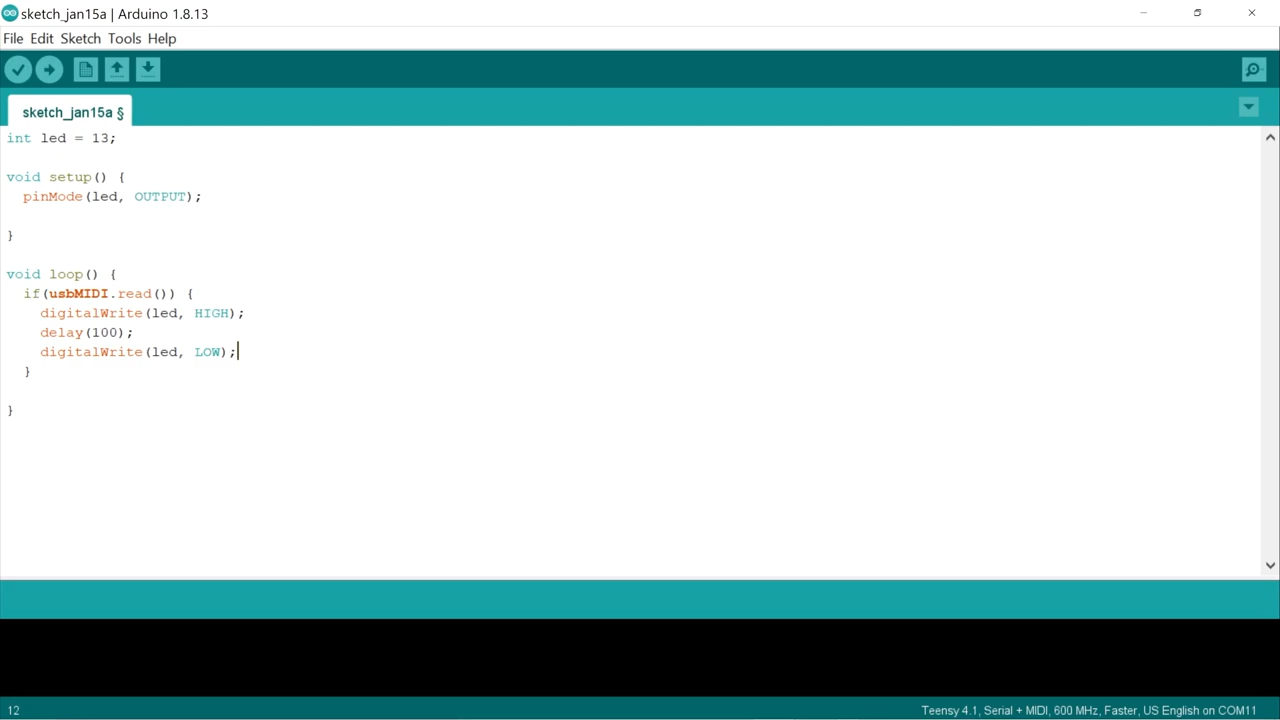 sketch_jan15a | Arduino 1.8.13
File Edit Sketch Tools Help
sketch_jan15a §
int led = 13;
void setup() {
pinMode(led, OUTPUT);
}
void loop() {
if(usbMIDI.read()) {
digitalWrite(led, HIGH);
delay(100);
digitalWrite(led, LOW);
}
}
12
Teensy 4.1, Serial + MIDI, 600 MHz, Faster, US English on COM11